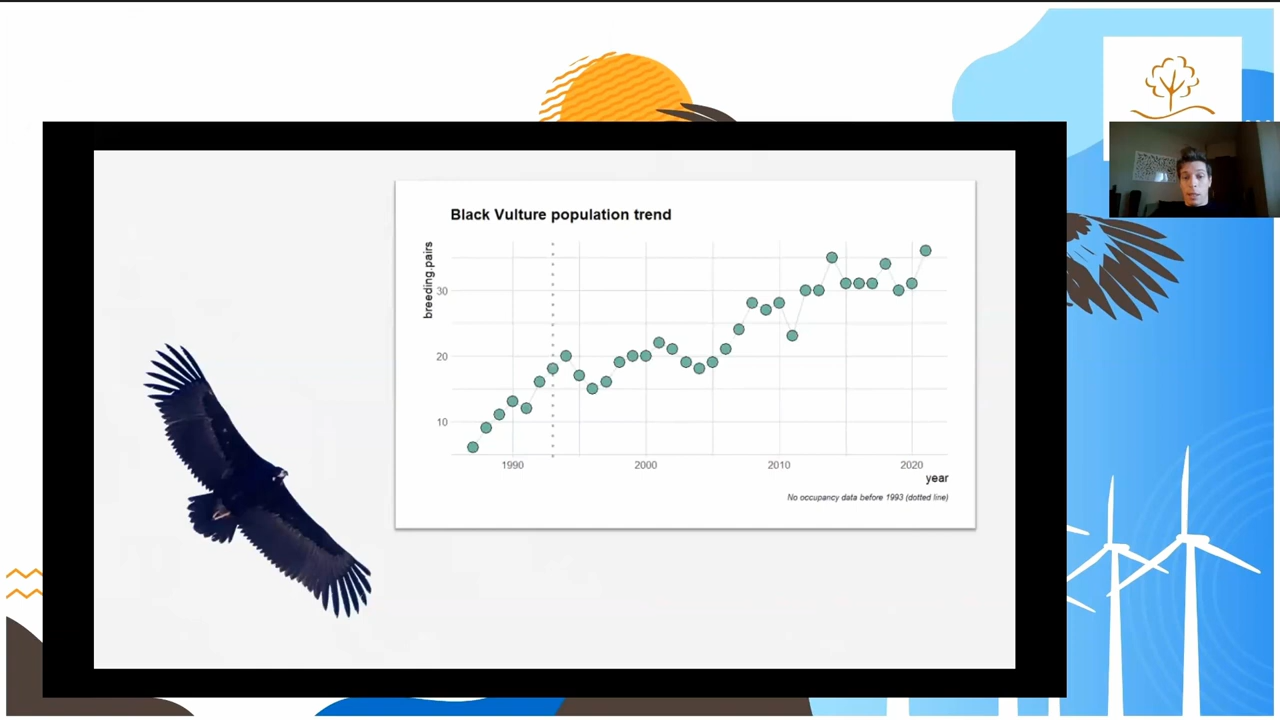 Black Vulture population trend
breeding.pairs
30
20
10
1990 2000 2010 2020
year
No occupancy data before 1993 (dotted line)